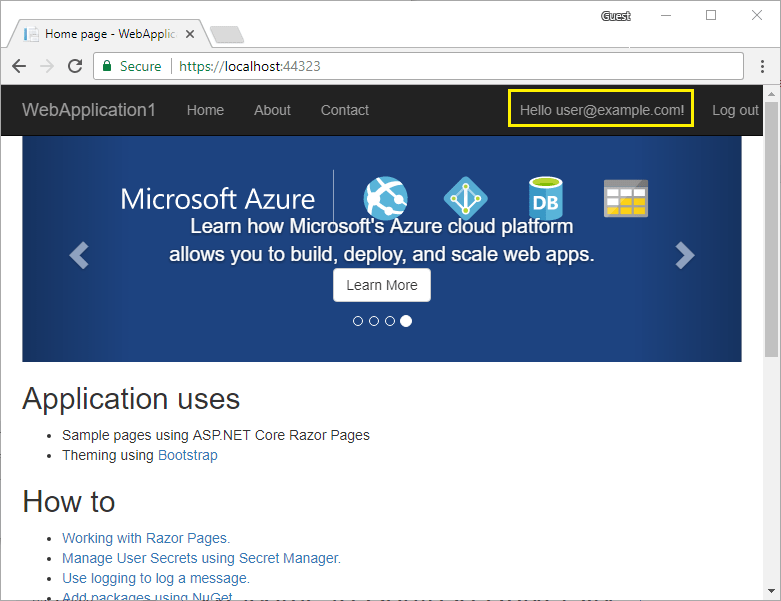 Guest
Home page - WebApplic
Secure https://localhost:44323
WebApplication1 Home About Contact Hello user@example.com! Log out
Microsoft Azure
DB
Learn how Microsoft's Azure cloud platform
allows you to build, deploy, and scale web apps.
Learn More
Application uses
Sample pages using ASP.NET Core Razor Pages
Theming using Bootstrap
How to
Working with Razor Pages.
Manage User Secrets using Secret Manager.
Use logging to log a message.
Add packages using NuGet.